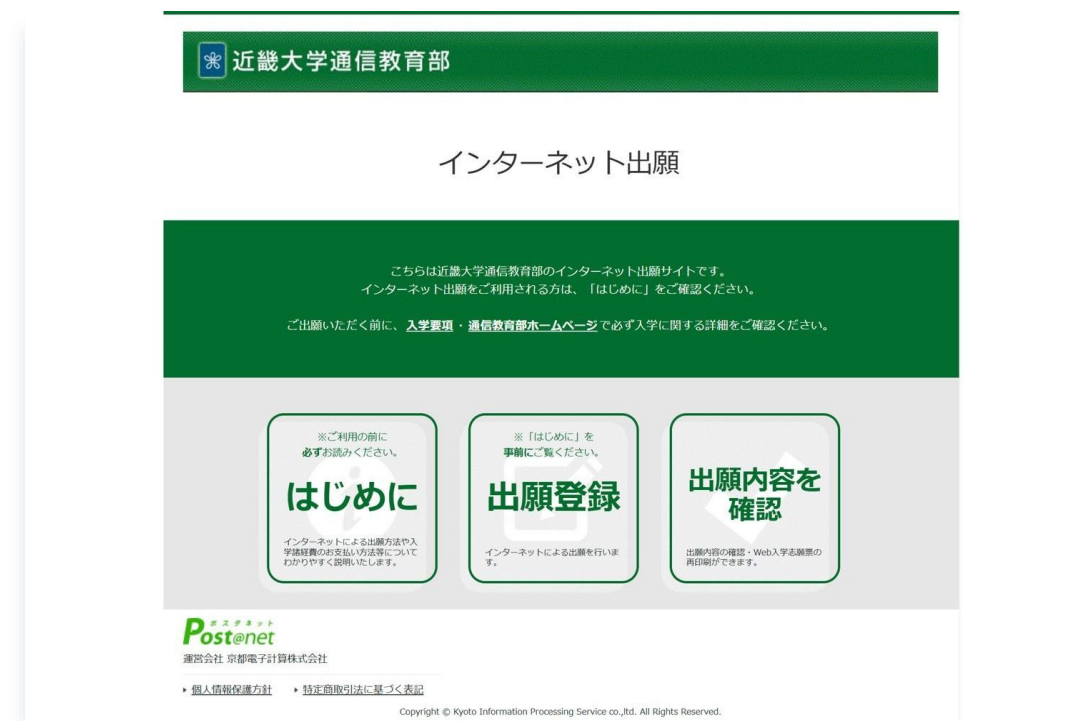 近畿大学通信教育部
インターネット出願
こちらは近畿大学通信教育部のインターネット出願サイトです。
インターネット出願をご利用される方は、「はじめに」をご確認ください。
ご出願いただく前に、入学要項・通信教育部ホームページで必ず入学に関する詳細をご確認ください。
※ご利用の前に
必ずお読みください。
はじめに
インターネットによる出願方法や入
学諸経費のお支払い方法等について
わかりやすく説明いたします。
※「はじめに」を
事前にご覧ください。
出願登録
インターネットによる出願を行いま
す。
出願内容を
確認
出願内容の確認・Web入学志願票の
再印刷ができます。
ポスタネット
Post@net
運営会社 京都電子計算株式会社
個人情報保護方針 特定商取引法に基づく表記
Copyright © Kyoto Information Processing Service co.,ltd. All Rights Reserved.